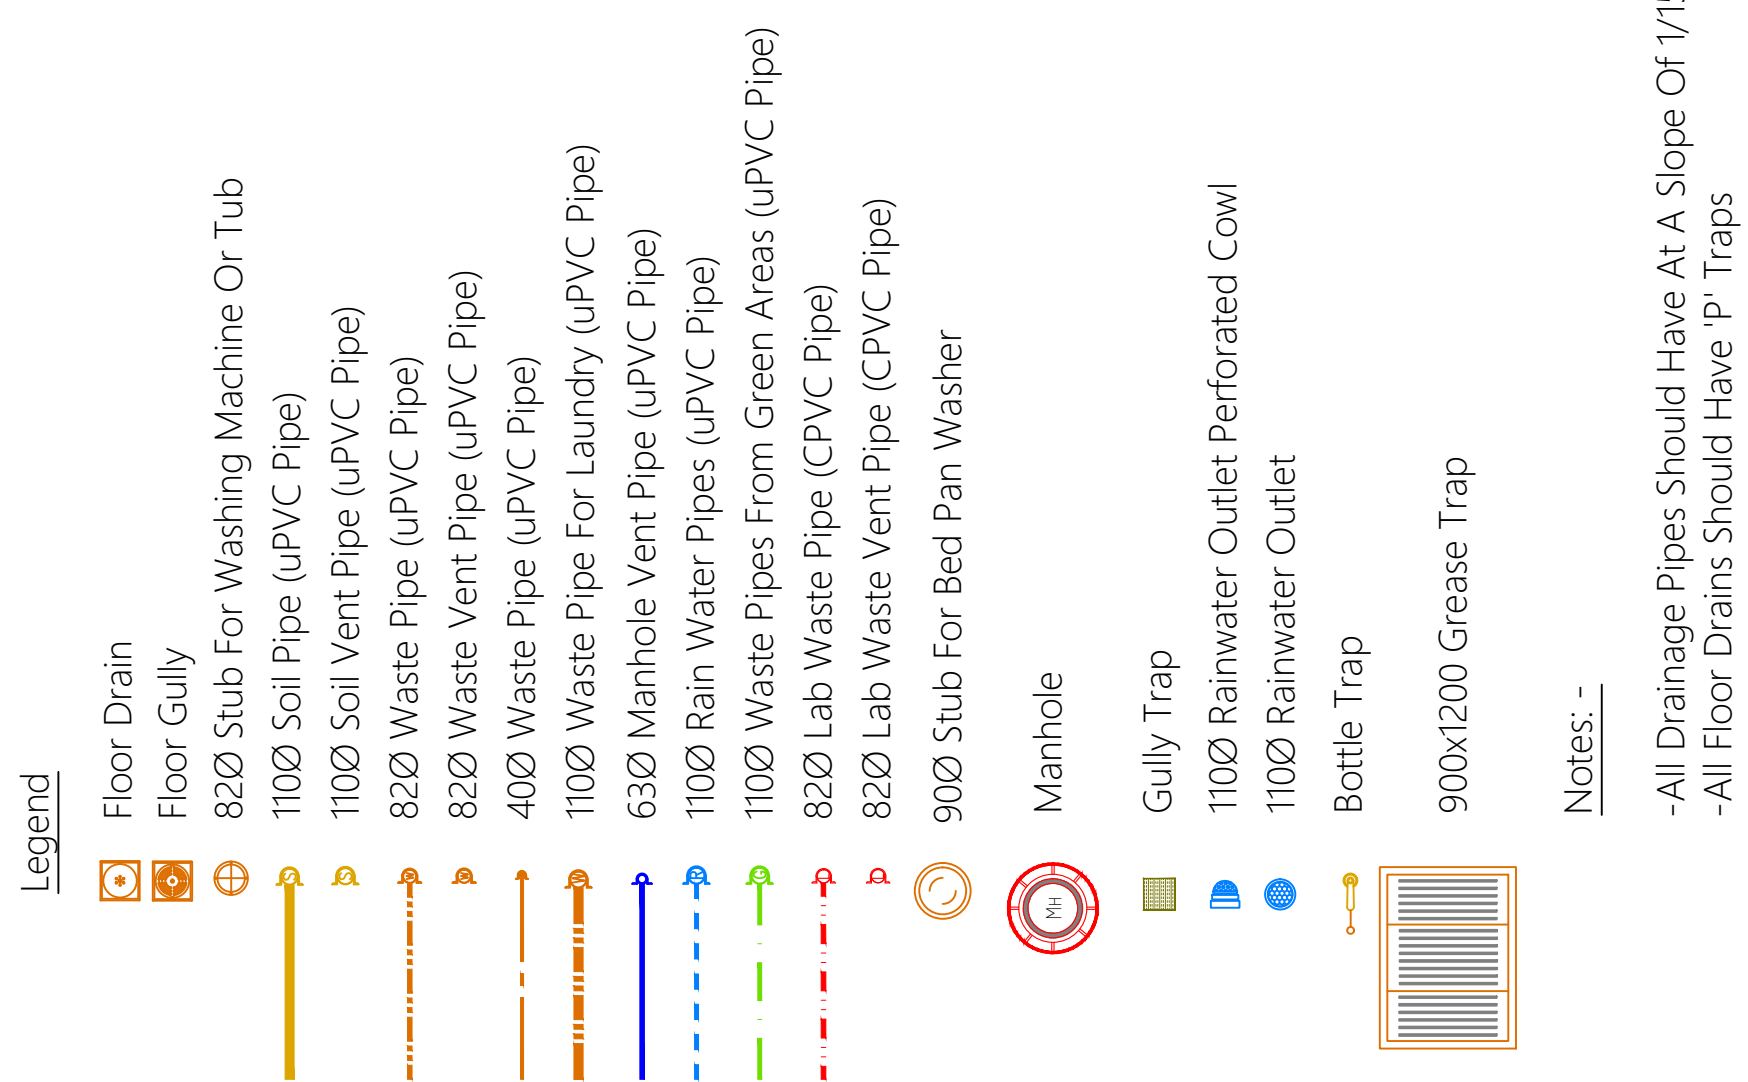 Legend
Floor Drain
Floor Gully
82Ø Stub For Washing Machine Or Tub
110Ø Soil Pipe (uPVC Pipe)
S
110Ø Soil Vent Pipe (uPVC Pipe)
S
82Ø Waste Pipe (uPVC Pipe)
W
82Ø Waste Vent Pipe (uPVC Pipe)
W
40Ø Waste Pipe (uPVC Pipe)
110Ø Waste Pipe For Laundry (uPVC Pipe)
W
63Ø Manhole Vent Pipe (uPVC Pipe)
110Ø Rain Water Pipes (uPVC Pipe)
R
110Ø Waste Pipes From Green Areas (uPVC Pipe)
G
82Ø Lab Waste Pipe (CPVC Pipe)
82Ø Lab Waste Vent Pipe (CPVC Pipe)
90Ø Stub For Bed Pan Washer
Manhole
MH
Gully Trap
110Ø Rainwater Outlet Perforated Cowl
110Ø Rainwater Outlet
Bottle Trap
900x1200 Grease Trap
Notes: -
-All Drainage Pipes Should Have At A Slope Of 1/15
-All Floor Drains Should Have 'P' Traps